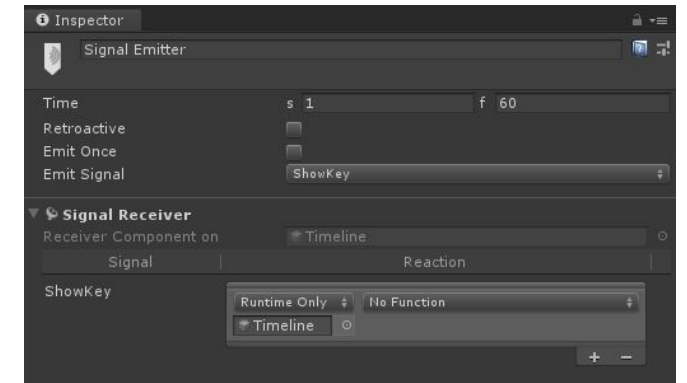 Inspector
Signal Emitter
Time s 1 f 60
Retroactive
Emit Once
Emit Signal ShowKey
Signal Receiver
Receiver Component on Timeline
Signal Reaction
ShowKey
Runtime Only No Function
Timeline
+ −